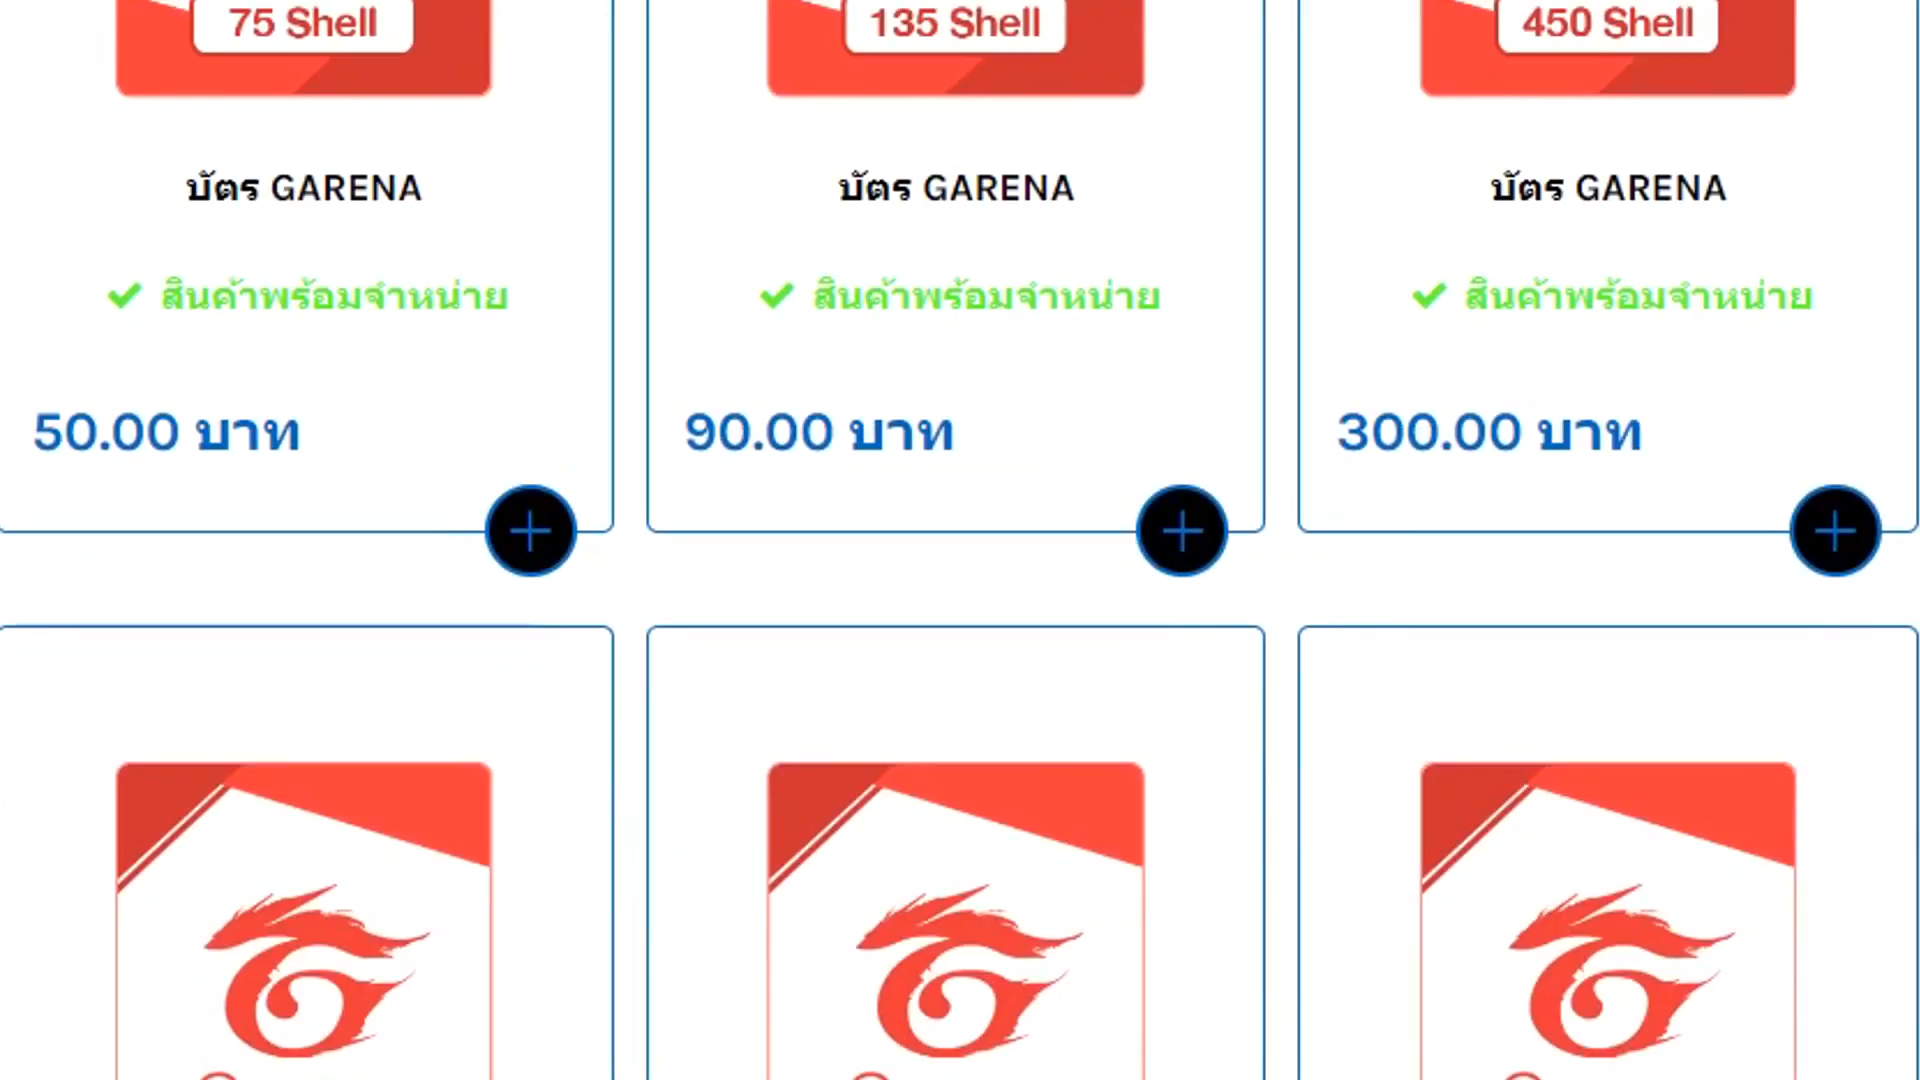 75 Shell
135 Shell
450 Shell
บัตร GARENA
บัตร GARENA
บัตร GARENA
สินค้าพร้อมจำหน่าย
สินค้าพร้อมจำหน่าย
สินค้าพร้อมจำหน่าย
50.00 บาท
90.00 บาท
300.00 บาท